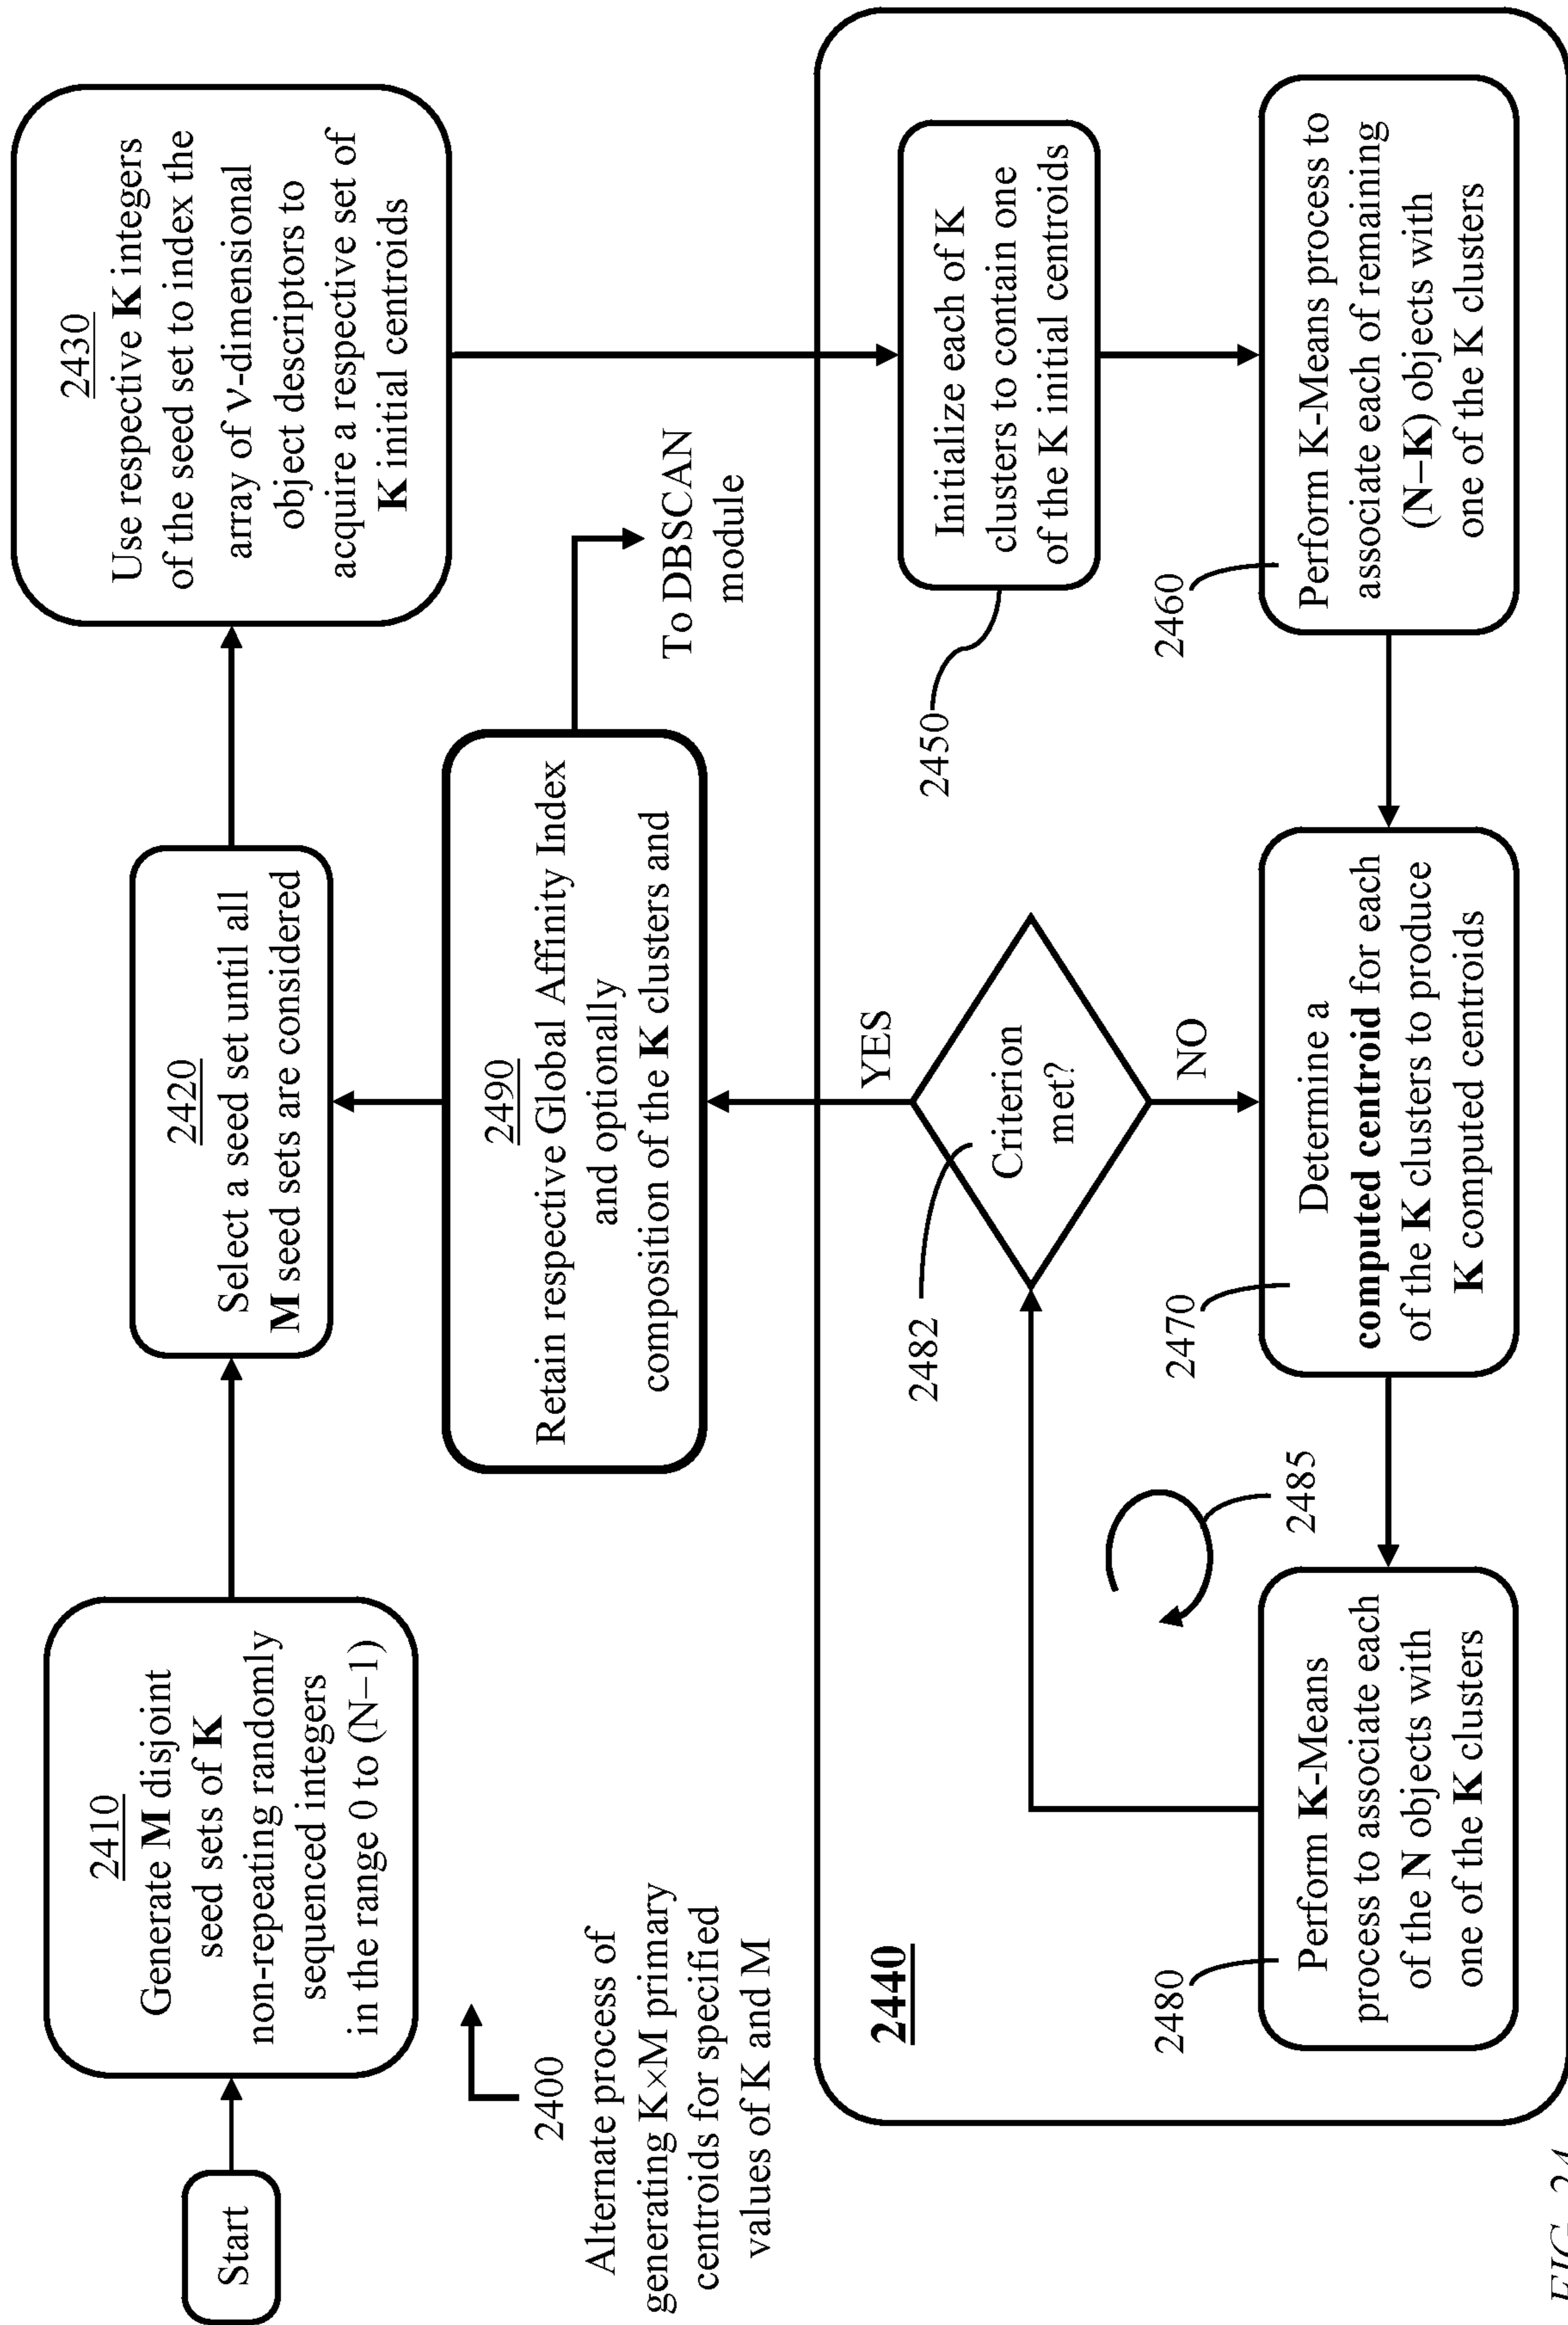 Start
2410
Generate M disjoint
seed sets of K
non-repeating randomly
sequenced integers
in the range 0 to (N−1)
2420
Select a seed set until all
M seed sets are considered
2430
Use respective K integers
of the seed set to index the
array of ν-dimensional
object descriptors to
acquire a respective set of
K initial centroids
2400
Alternate process of
generating K×M primary
centroids for specified
values of K and M
2490
Retain respective Global Affinity Index
and optionally
composition of the K clusters and
To DBSCAN
module
2440
2482
Criterion
met?
YES
NO
2450
Initialize each of K
clusters to contain one
of the K initial centroids
2485
2480
Perform K-Means
process to associate each
of the N objects with
one of the K clusters
2470
Determine a
computed centroid for each
of the K clusters to produce
K computed centroids
2460
Perform K-Means process to
associate each of remaining
(N−K) objects with
one of the K clusters
FIG. 24